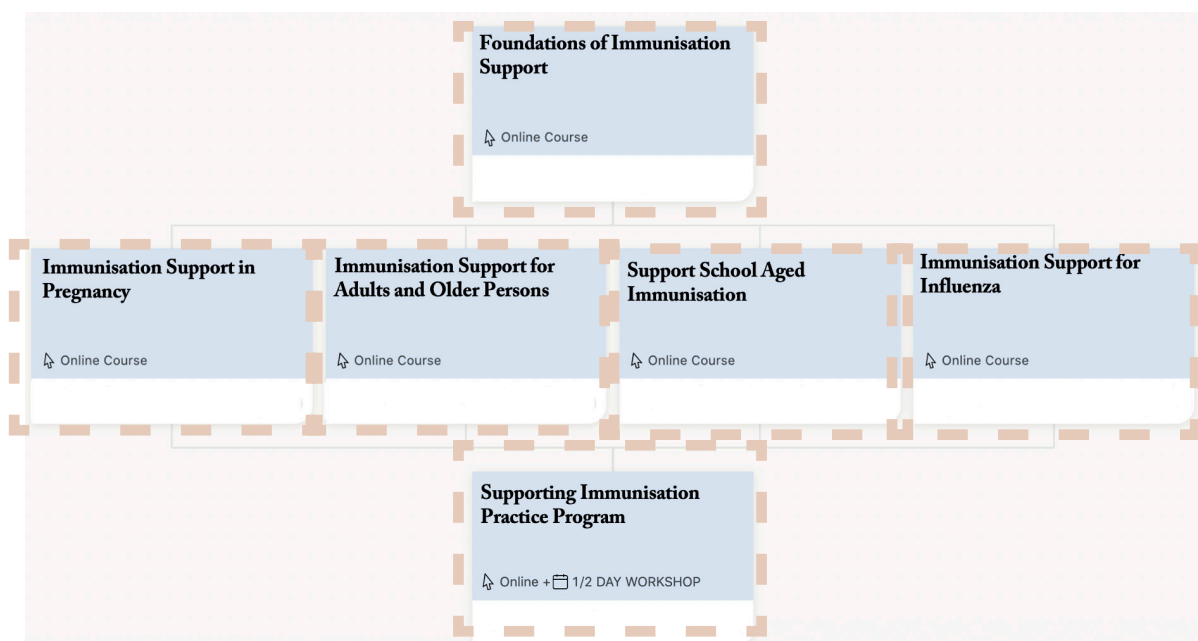 Foundations of Immunisation
Support
Online Course
Immunisation Support in
Pregnancy
Online Course
Immunisation Support for
Adults and Older Persons
Online Course
Support School Aged
Immunisation
Online Course
Immunisation Support for
Influenza
Online Course
Supporting Immunisation
Practice Program
Online + 1/2 DAY WORKSHOP